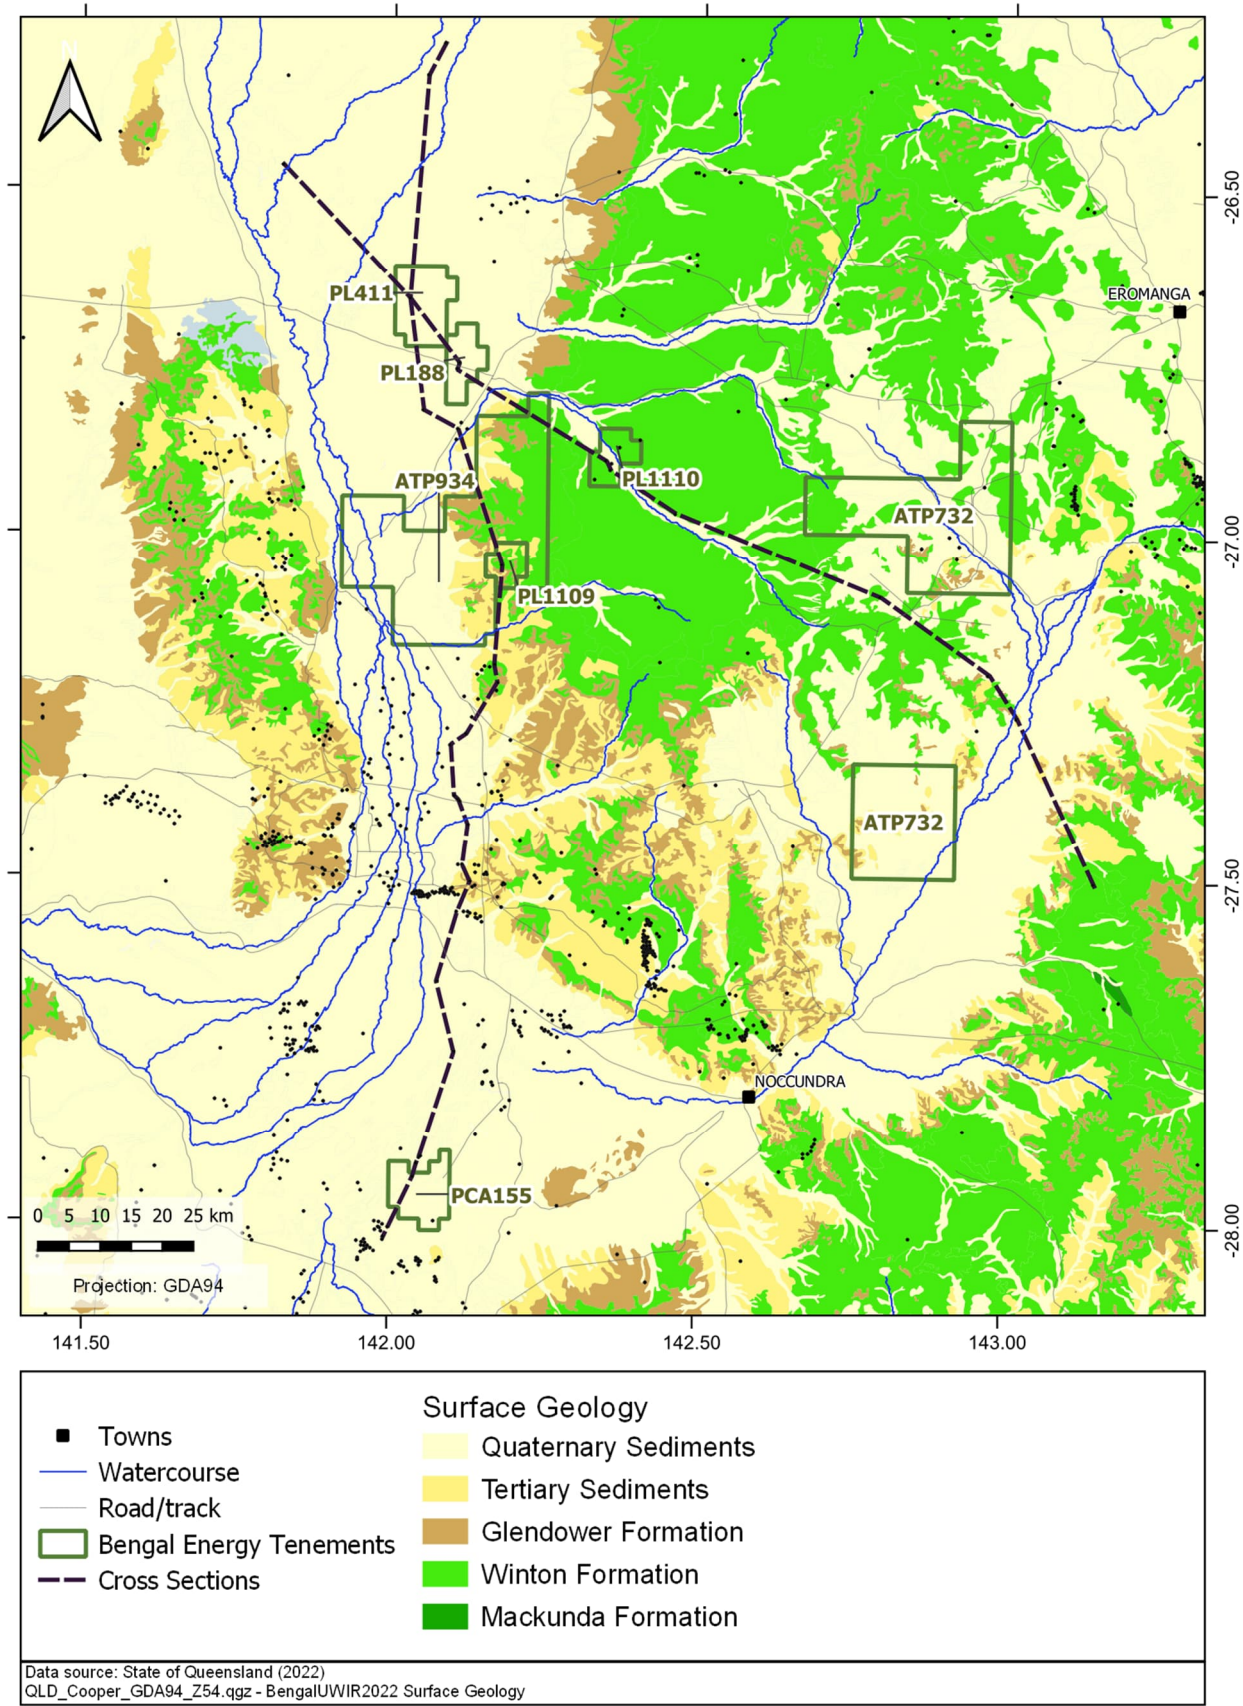 N
-26.50
EROMANGA
PL411
PL188
ATP934
PL1110
ATP732
-27.00
PL1109
ATP732
-27.50
NOCCUNDRA
PCA155
0 5 10 15 20 25 km
-28.00
Projection: GDA94
141.50 142.00 142.50 143.00
Surface Geology
Towns
Watercourse
Road/track
Bengal Energy Tenements
Cross Sections
Quaternary Sediments
Tertiary Sediments
Glendower Formation
Winton Formation
Mackunda Formation
Data source: State of Queensland (2022)
QLD_Cooper_GDA94_Z54.qgz - BengalUWIR2022 Surface Geology